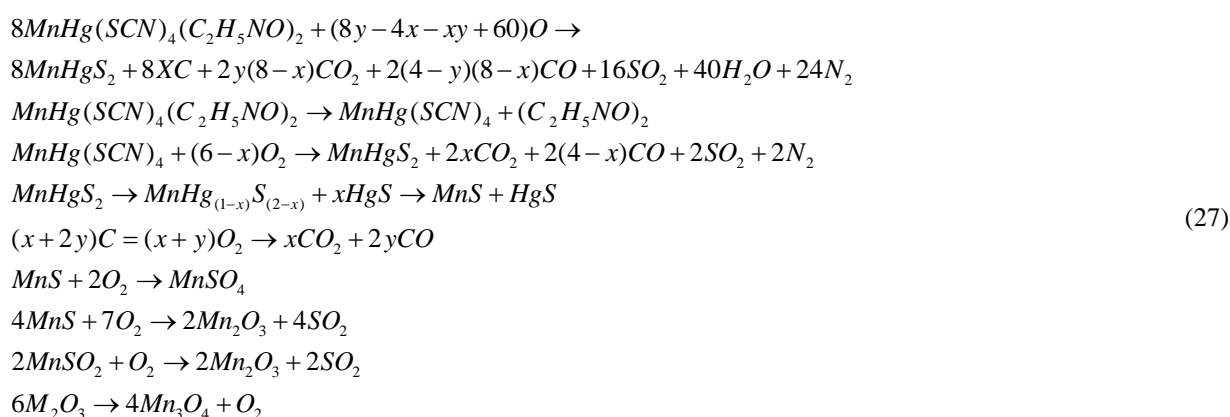 8MnHg(SCN)₄(C₂H₅NO)₂ + (8y − 4x − xy + 60)O →
8MnHgS₂ + 8XC + 2y(8 − x)CO₂ + 2(4 − y)(8 − x)CO + 16SO₂ + 40H₂O + 24N₂
MnHg(SCN)₄(C₂H₅NO)₂ → MnHg(SCN)₄ + (C₂H₅NO)₂
MnHg(SCN)₄ + (6 − x)O₂ → MnHgS₂ + 2xCO₂ + 2(4 − x)CO + 2SO₂ + 2N₂
MnHgS₂ → MnHg₍₁₋ₓ₎S₍₂₋ₓ₎ + xHgS → MnS + HgS
(27)
(x + 2y)C = (x + y)O₂ → xCO₂ + 2yCO
MnS + 2O₂ → MnSO₄
4MnS + 7O₂ → 2Mn₂O₃ + 4SO₂
2MnSO₂ + O₂ → 2Mn₂O₃ + 2SO₂
6M₂O₃ → 4Mn₃O₄ + O₂